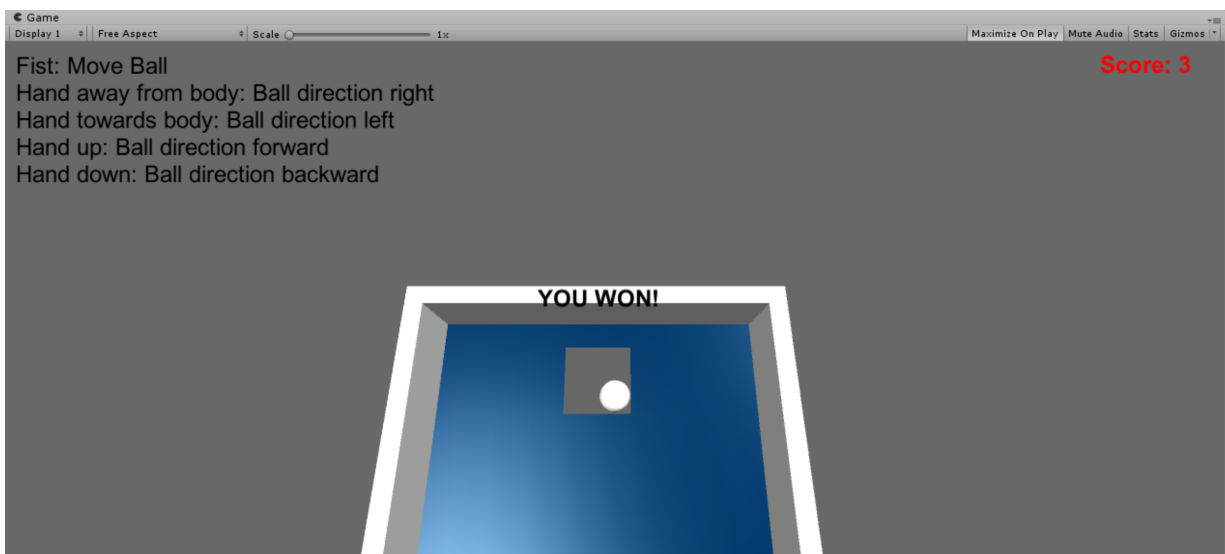 Game
Display 1 Free Aspect Scale 1x Maximize On Play Mute Audio Stats Gizmos
Fist: Move Ball
Score: 3
Hand away from body: Ball direction right
Hand towards body: Ball direction left
Hand up: Ball direction forward
Hand down: Ball direction backward
YOU WON!